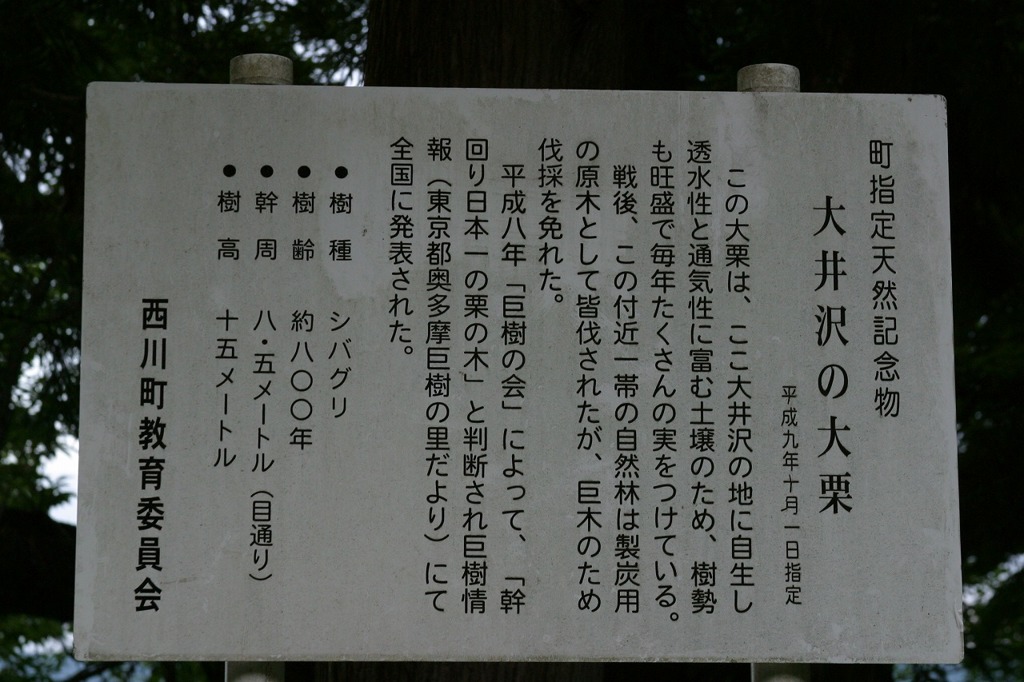 町指定天然記念物
大井沢の大栗
平成九年十月一日指定
この大栗は、ここ大井沢の地に自生し
透水性と通気性に富む土壌のため、樹勢
も旺盛で毎年たくさんの実をつけている。
戦後、この付近一帯の自然林は製炭用
の原木として皆伐されたが、巨木のため
伐採を免れた。
平成八年「巨樹の会」によって、「幹
回り日本一の栗の木」と判断され巨樹情
報（東京都奥多摩巨樹の里だより）にて
全国に発表された。
●樹種 シバグリ
●樹齢 約八〇〇年
●幹周 八・五メートル（目通り）
●樹高 十五メートル
西川町教育委員会